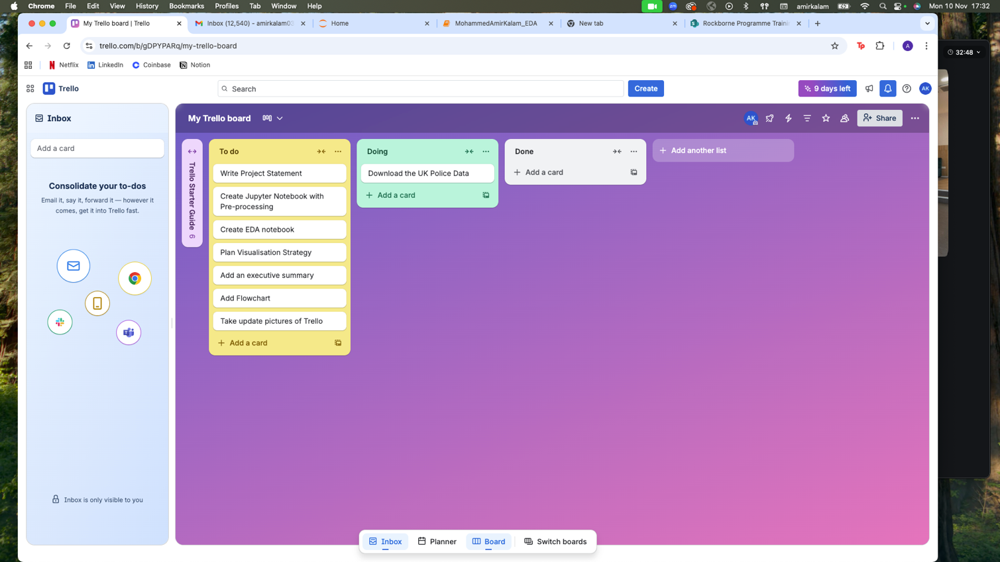 Chrome File Edit View History Bookmarks Profiles Tab Window Help
zm amirkalam Mon 10 Nov 17:32
My Trello board | Trello
Inbox (12,540) - amirkalam03
Home
MohammedAmirKalam_EDA
New tab
Rockborne Programme Traini
trello.com/b/gDPYPARq/my-trello-board
Tp
A
Netflix
LinkedIn
Coinbase
Notion
32:48
Trello
Search
Create
9 days left
AK
Inbox
Add a card
Consolidate your to-dos
Email it, say it, forward it — however it
comes, get it into Trello fast.
Inbox is only visible to you
My Trello board
AK
Share
Trello Starter Guide 6
To do
Write Project Statement
Create Jupyter Notebook with
Pre-processing
Create EDA notebook
Plan Visualisation Strategy
Add an executive summary
Add Flowchart
Take update pictures of Trello
Add a card
Doing
Download the UK Police Data
Add a card
Done
Add a card
Add another list
Inbox
Planner
Board
Switch boards